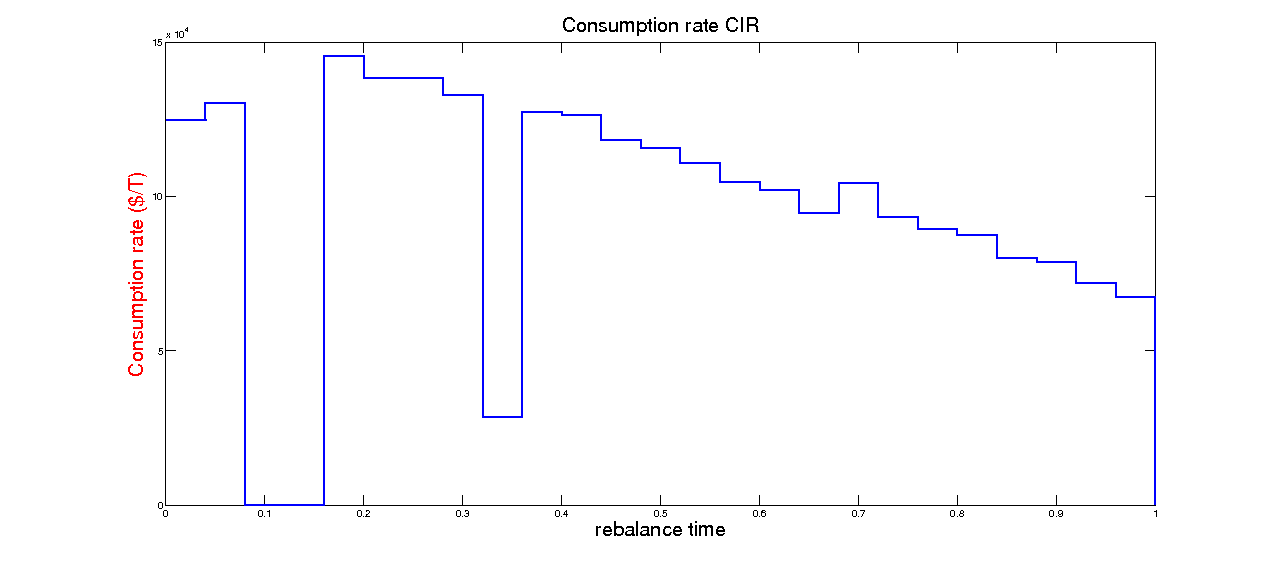 Consumption rate CIR
x 10^4
15
10
5
0
Consumption rate ($/T)
0 0.1 0.2 0.3 0.4 0.5 0.6 0.7 0.8 0.9 1
rebalance time